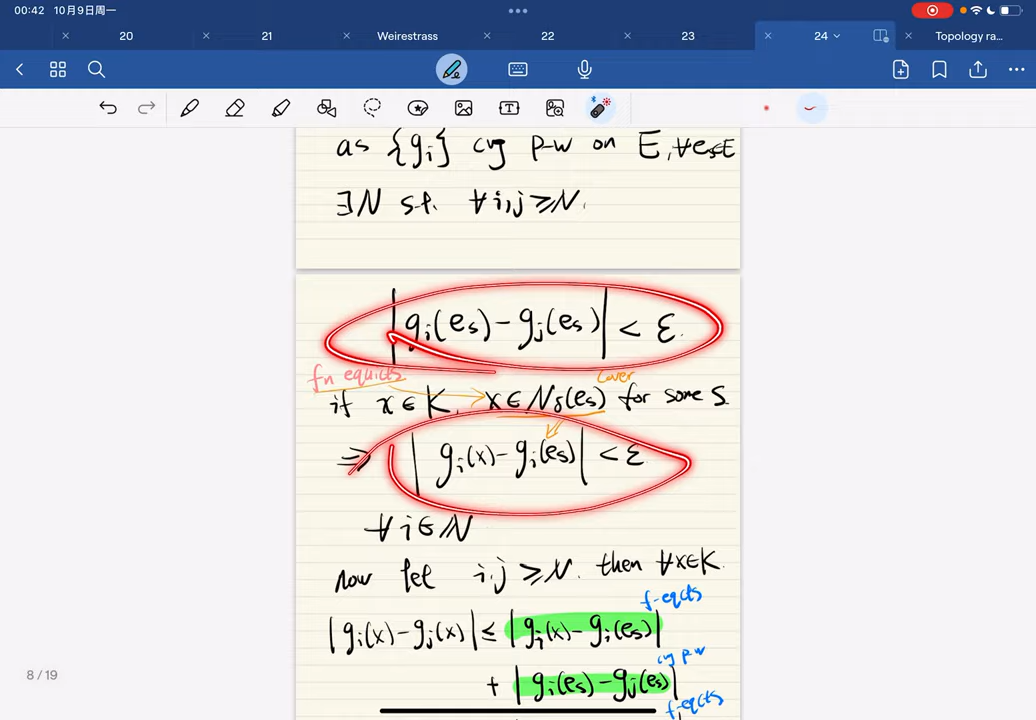 00:42 10月9日周一
20
21
Weirestrass
22
23
24
Topology ra...
as {gᵢ} cvg p-w on E, ∀eₛ∈E
∃N s.t. ∀i,j ≥ N.
|gᵢ(eₛ) - gⱼ(eₛ)| < ε.
fn equicts
cover
if x ∈ K, x ∈ N_δ(eₛ) for some s
⇒ |gᵢ(x) - gᵢ(eₛ)| < ε
∀ i ∈ ℕ
now let i,j ≥ N. then ∀x∈K.
f-eqcts
|gᵢ(x) - gⱼ(x)| ≤ |gᵢ(x) - gᵢ(eₛ)|
cvg pw
+ |gᵢ(eₛ) - gⱼ(eₛ)|
f-eqcts
8 / 19